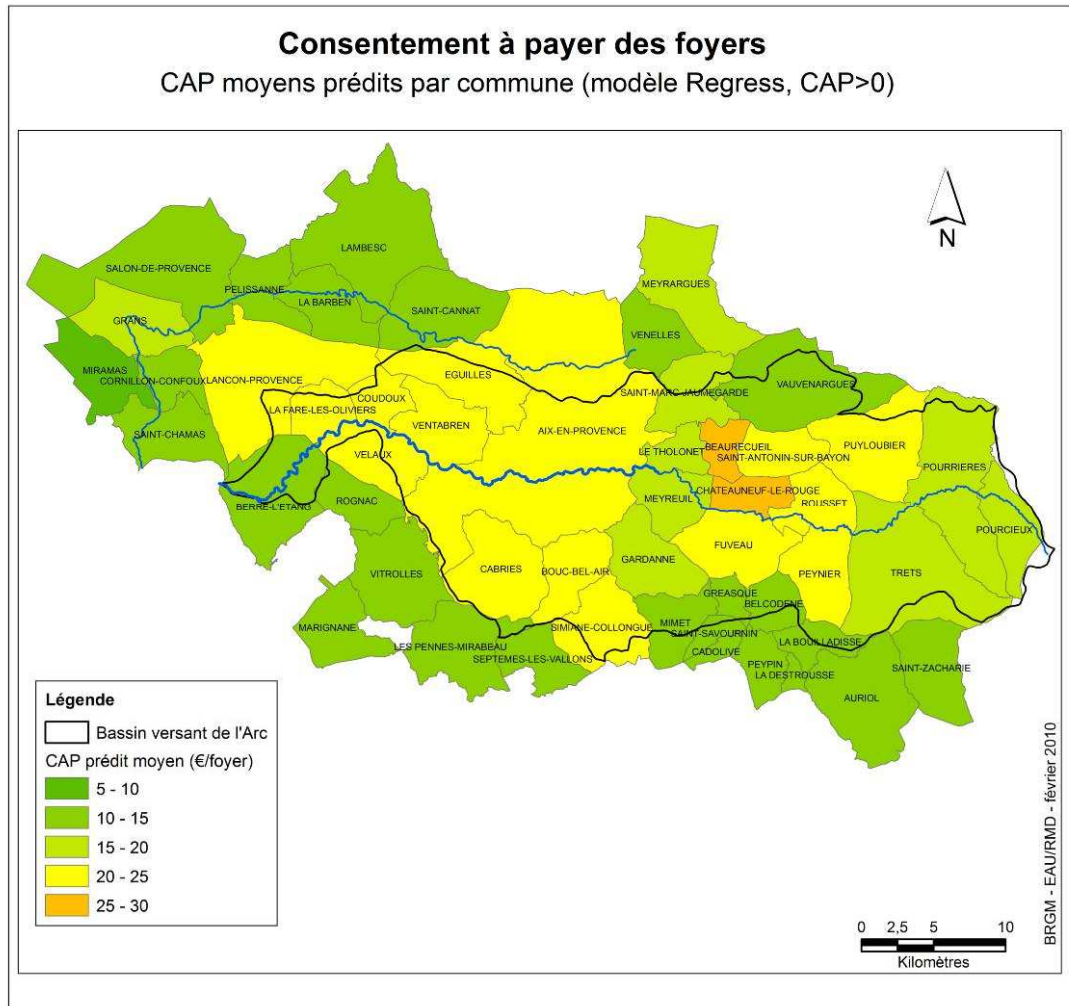 Consentement à payer des foyers
CAP moyens prédits par commune (modèle Regress, CAP>0)
N
LAMBESC
SALON-DE-PROVENCE
MEYRARGUES
PELISSANNE
LA BARBEN
SAINT-CANNAT
GRANS
VENELLES
MIRAMAS
CORNILLON-CONFOUX
LANCON-PROVENCE
EGUILLES
SAINT-MARC-JAUMEGARDE
VAUVENARGUES
COUDOUX
LA FARE-LES-OLIVIERS
VENTABREN
AIX-EN-PROVENCE
SAINT-CHAMAS
LE THOLONET
BEAURECUEIL
SAINT-ANTONIN-SUR-BAYON
PUYLOUBIER
VELAUX
POURRIERES
BERRE-L'ETANG
ROGNAC
MEYREUIL
CHATEAUNEUF-LE-ROUGE
ROUSSET
POURCIEUX
FUVEAU
GARDANNE
VITROLLES
CABRIES
BOUC-BEL-AIR
PEYNIER
TRETS
GREASQUE
BELCODENE
MARIGNANE
SIMIANE-COLLONGUE
MIMET
SAINT-SAVOURNIN
LA BOUILLADISSE
LES PENNES-MIRABEAU
SEPTEMES-LES-VALLONS
CADOLIVE
PEYPIN
LA DESTROUSSE
SAINT-ZACHARIE
AURIOL
Légende
Bassin versant de l'Arc
CAP prédit moyen (€/foyer)
5 - 10
10 - 15
15 - 20
20 - 25
25 - 30
0 2,5 5 10
Kilomètres
BRGM - EAU/RMD - février 2010